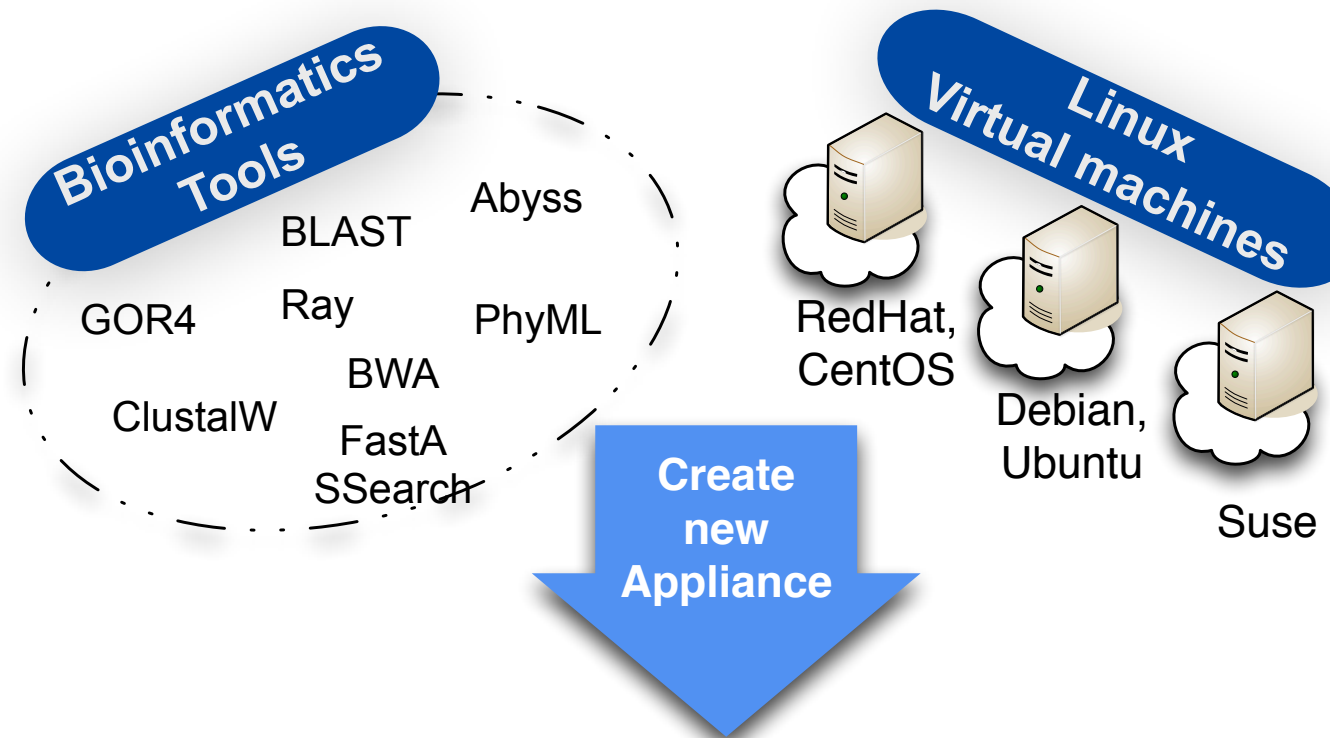 Bioinformatics
Tools
Abyss
BLAST
GOR4
Ray
PhyML
BWA
ClustalW
FastA
SSearch
Linux
Virtual machines
RedHat,
CentOS
Debian,
Ubuntu
Suse
Create
new
Appliance